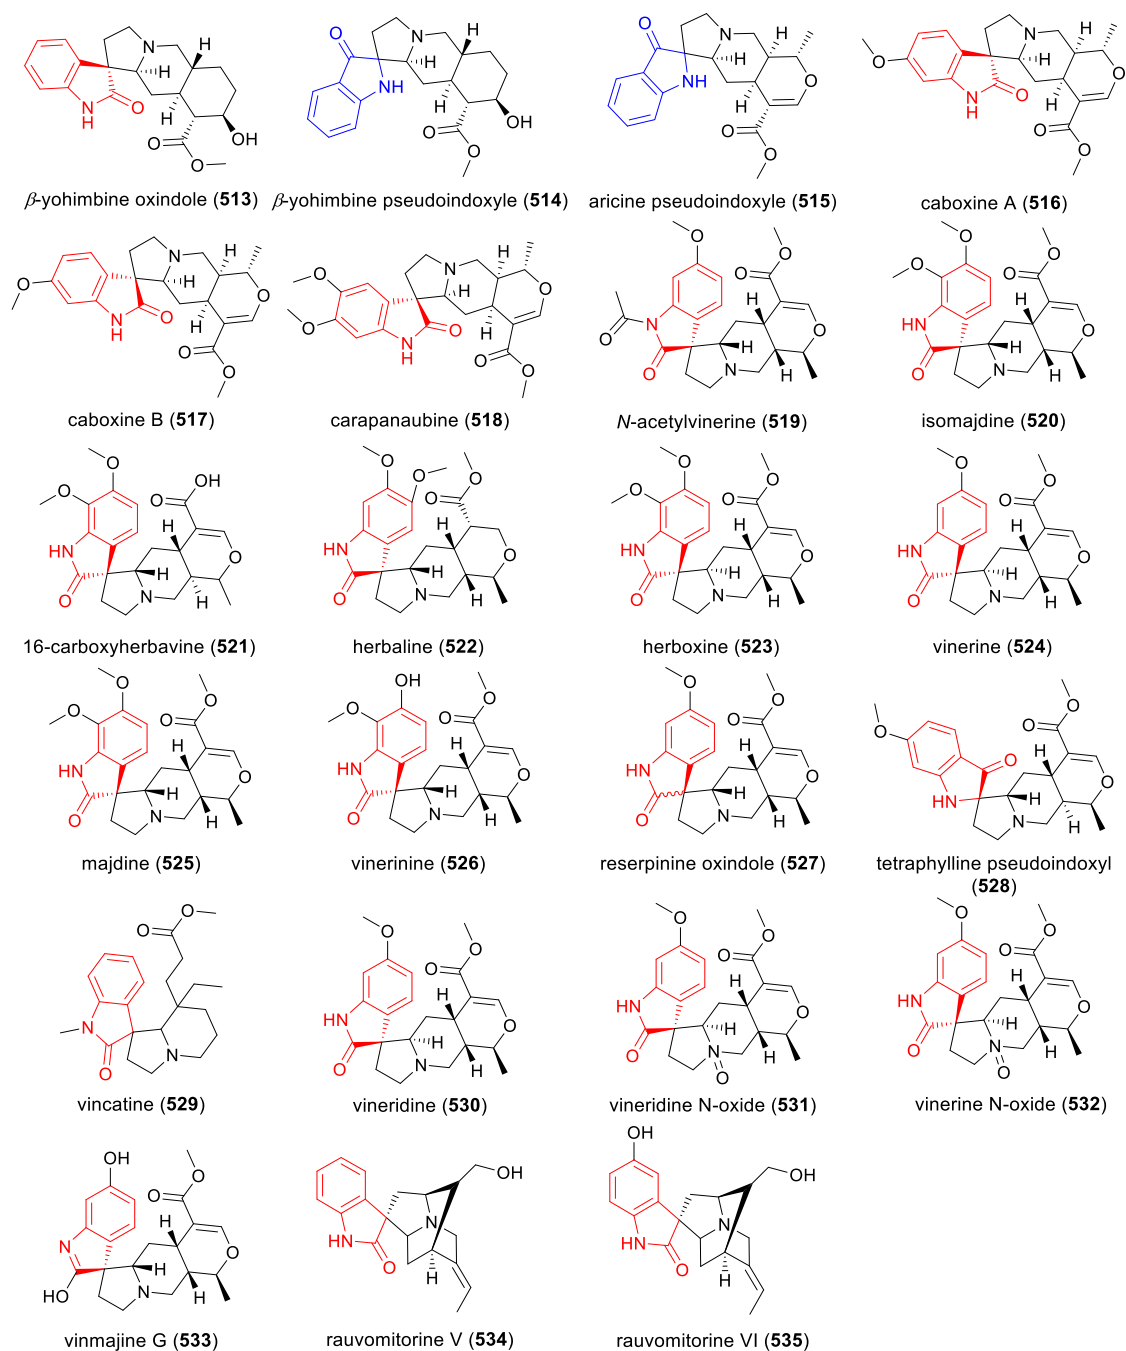 β-yohimbine oxindole (513)
β-yohimbine pseudoindoxyle (514)
aricine pseudoindoxyle (515)
caboxine A (516)
caboxine B (517)
carapanaubine (518)
N-acetylvinerine (519)
isomajdine (520)
16-carboxyherbavine (521)
herbaline (522)
herboxine (523)
vinerine (524)
majdine (525)
vinerinine (526)
reserpinine oxindole (527)
tetraphylline pseudoindoxyl
(528)
vincatine (529)
vineridine (530)
vineridine N-oxide (531)
vinerine N-oxide (532)
vinmajine G (533)
rauvomitorine V (534)
rauvomitorine VI (535)